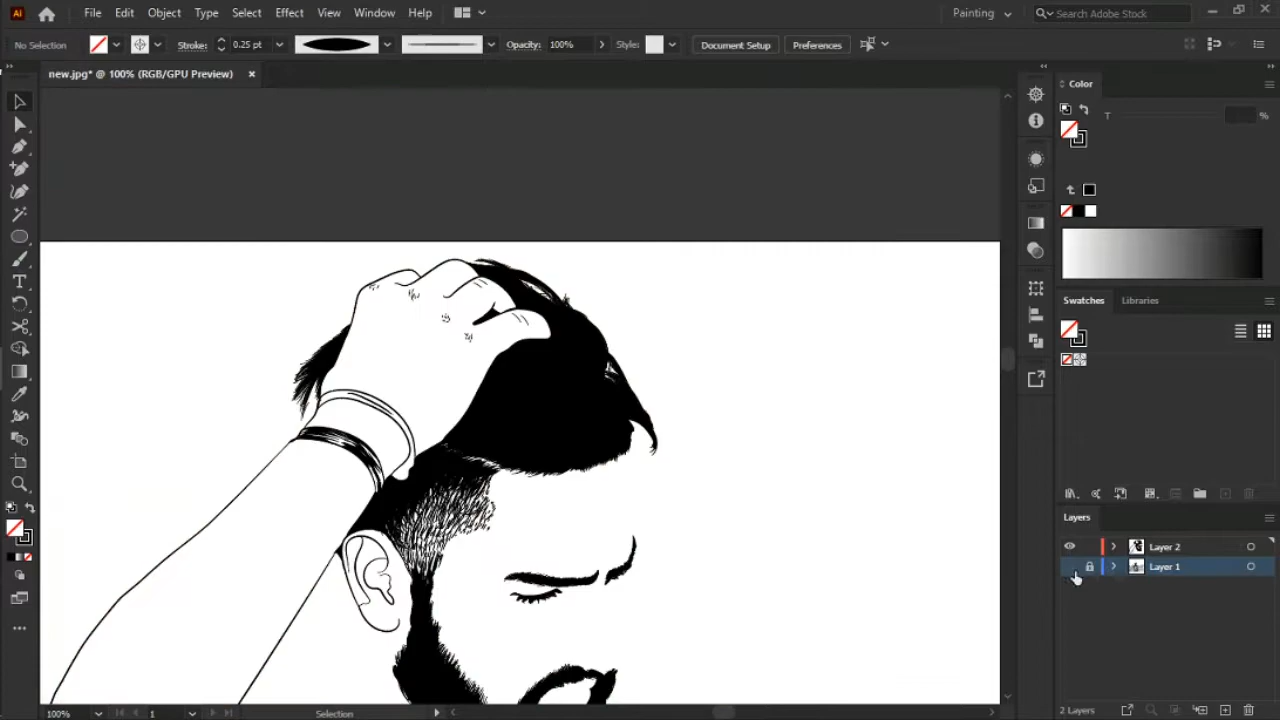 Ai File Edit Object Type Select Effect View Window Help Painting Search Adobe Stock
No Selection Stroke: 0.25 pt Opacity: 100% Style: Document Setup Preferences
new.jpg* @ 100% (RGB/GPU Preview) ×
Color
T %
Swatches Libraries
Layers
Layer 2
Layer 1
100% 1 Selection 2 Layers